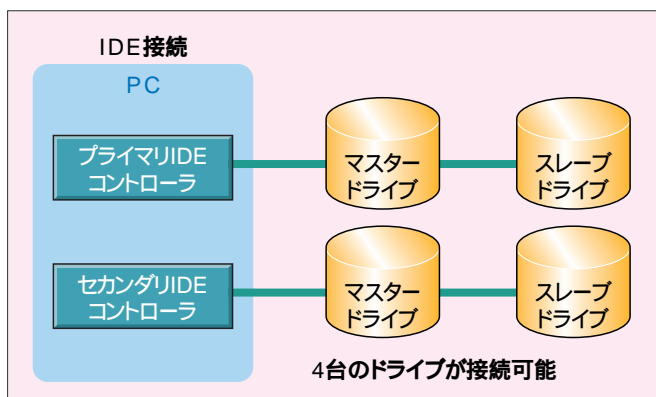 IDE接続
PC
プライマリIDE
コントローラ
マスター
ドライブ
スレーブ
ドライブ
セカンダリIDE
コントローラ
マスター
ドライブ
スレーブ
ドライブ
4台のドライブが接続可能